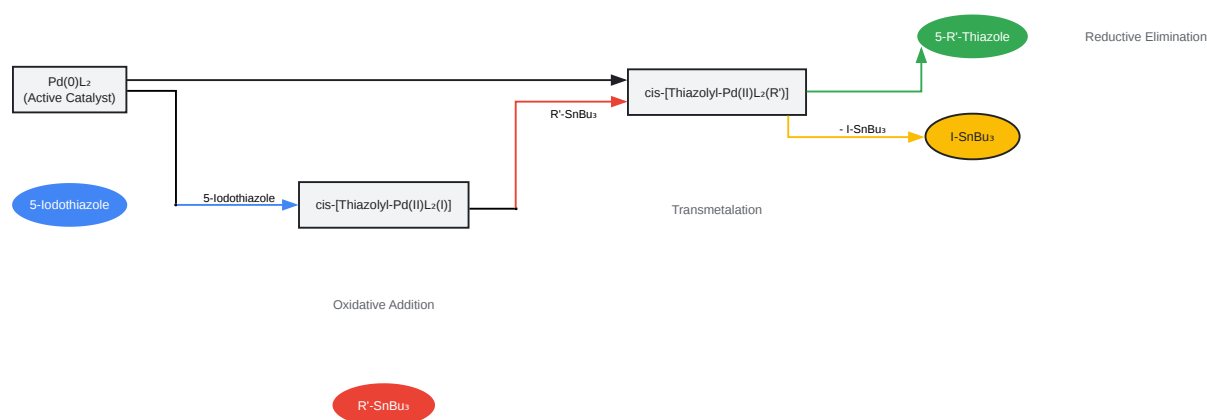 5-R'-Thiazole
Reductive Elimination
Pd(0)L₂
(Active Catalyst)
cis-[Thiazolyl-Pd(II)L₂(R')]
R'-SnBu₃
- I-SnBu₃
I-SnBu₃
5-Iodothiazole
5-Iodothiazole
cis-[Thiazolyl-Pd(II)L₂(I)]
Transmetalation
Oxidative Addition
R'-SnBu₃